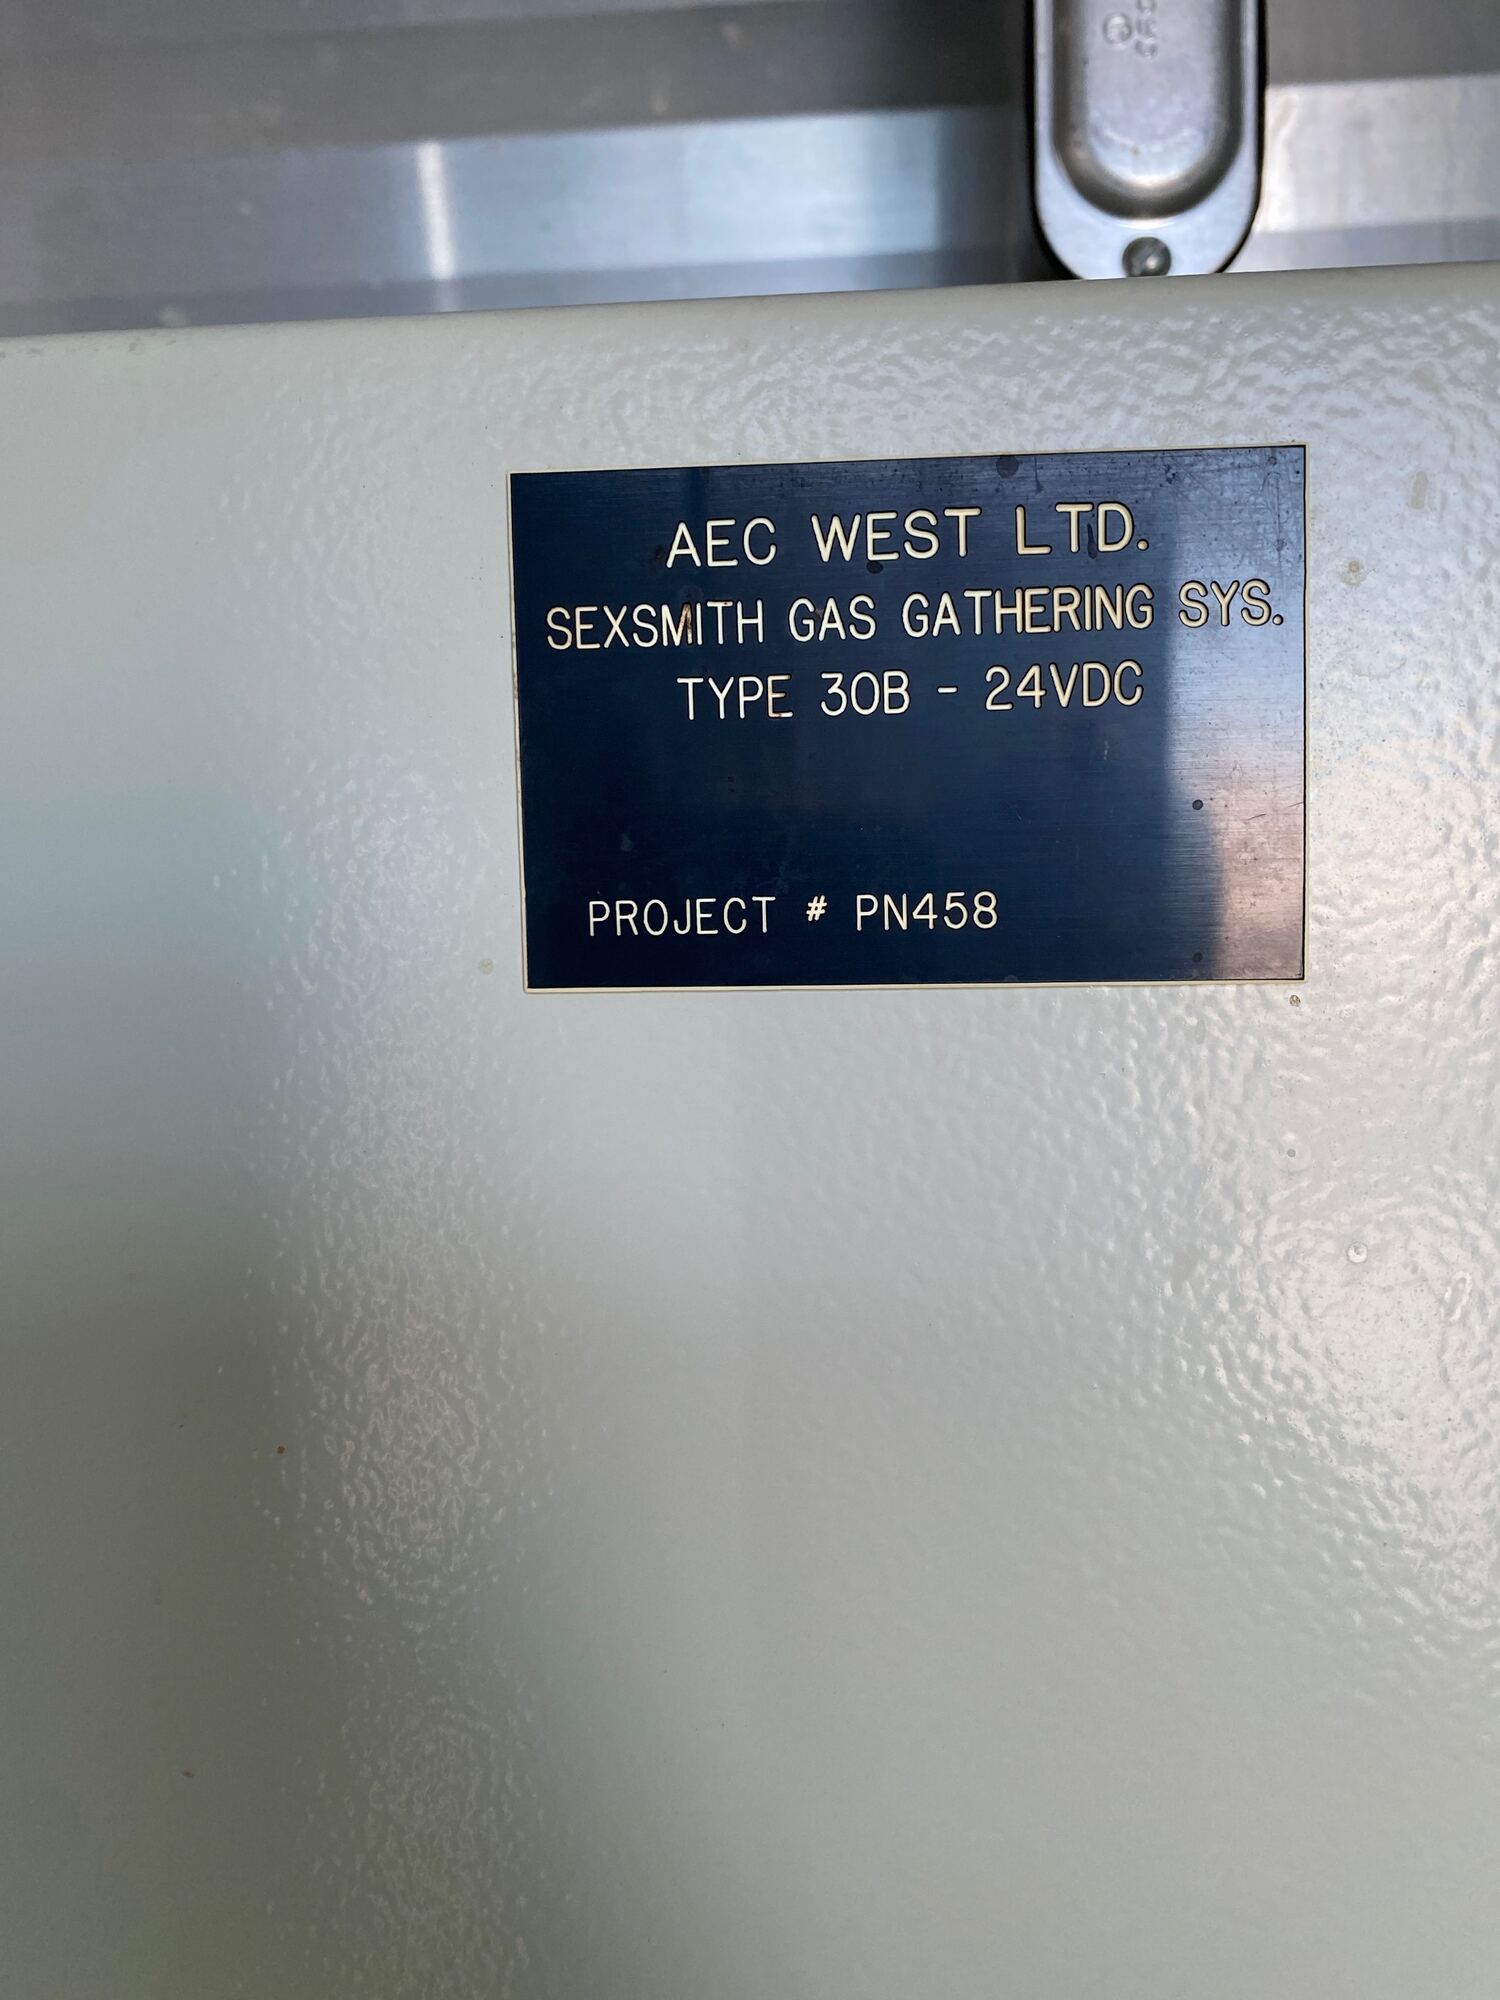 AEC WEST LTD.
SEXSMITH GAS GATHERING SYS.
TYPE 30B - 24VDC
PROJECT # PN458